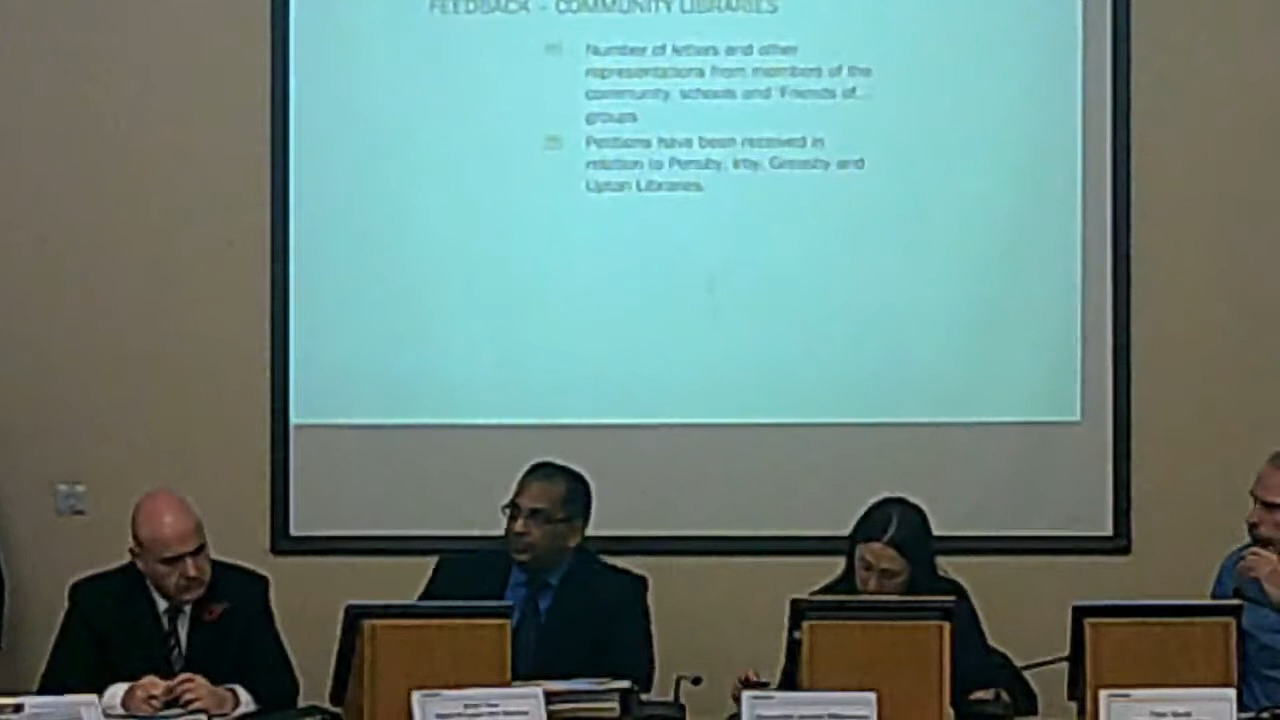 FEEDBACK - COMMUNITY LIBRARIES
Number of letters and other
representations from members of the
community, schools and 'Friends of...
groups
Petitions have been received in
relation to Pensby, Irby, Greasby and
Upton Libraries.